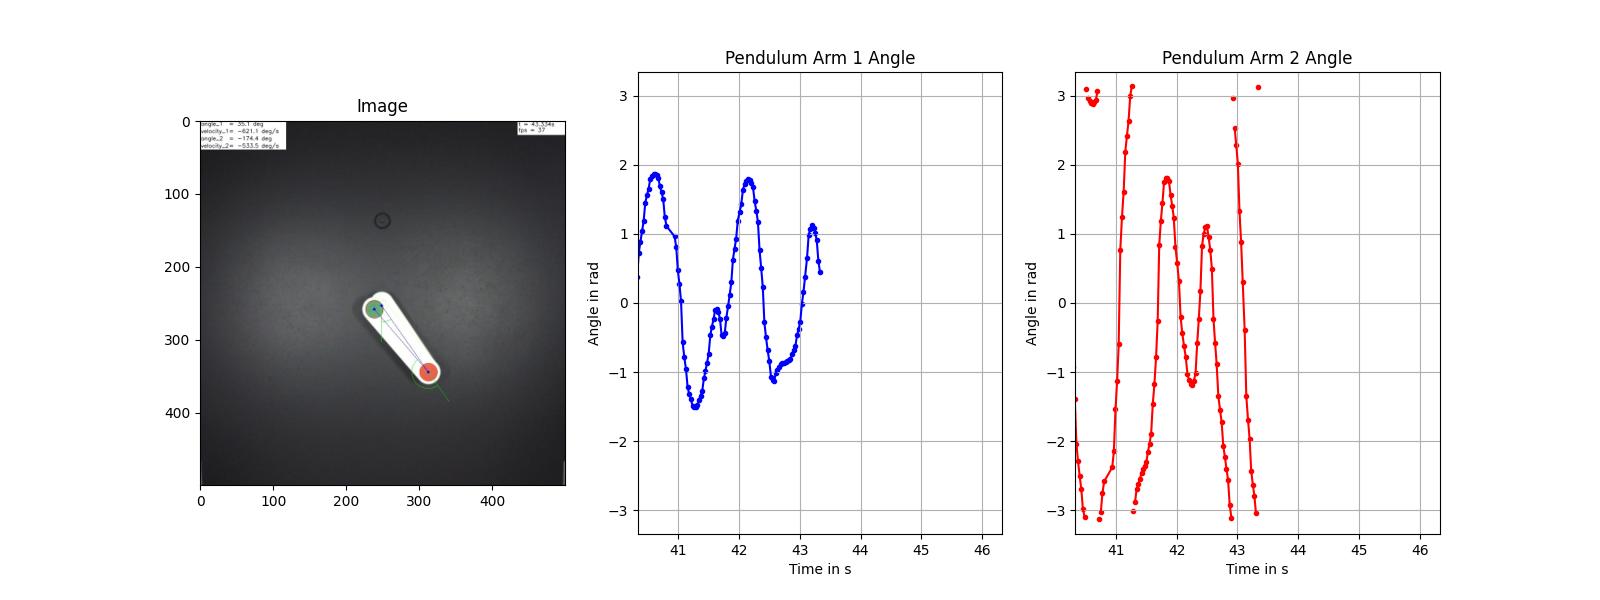 Image
angle_1 = 35.1 deg
velocity_1= -621.1 deg/s
angle_2 = -174.4 deg
velocity_2= -533.5 deg/s
t = 43.334s
fps = 37
0
100
200
300
400
0 100 200 300 400
Pendulum Arm 1 Angle
Angle in rad
3
2
1
0
−1
−2
−3
41 42 43 44 45 46
Time in s
Pendulum Arm 2 Angle
Angle in rad
3
2
1
0
−1
−2
−3
41 42 43 44 45 46
Time in s